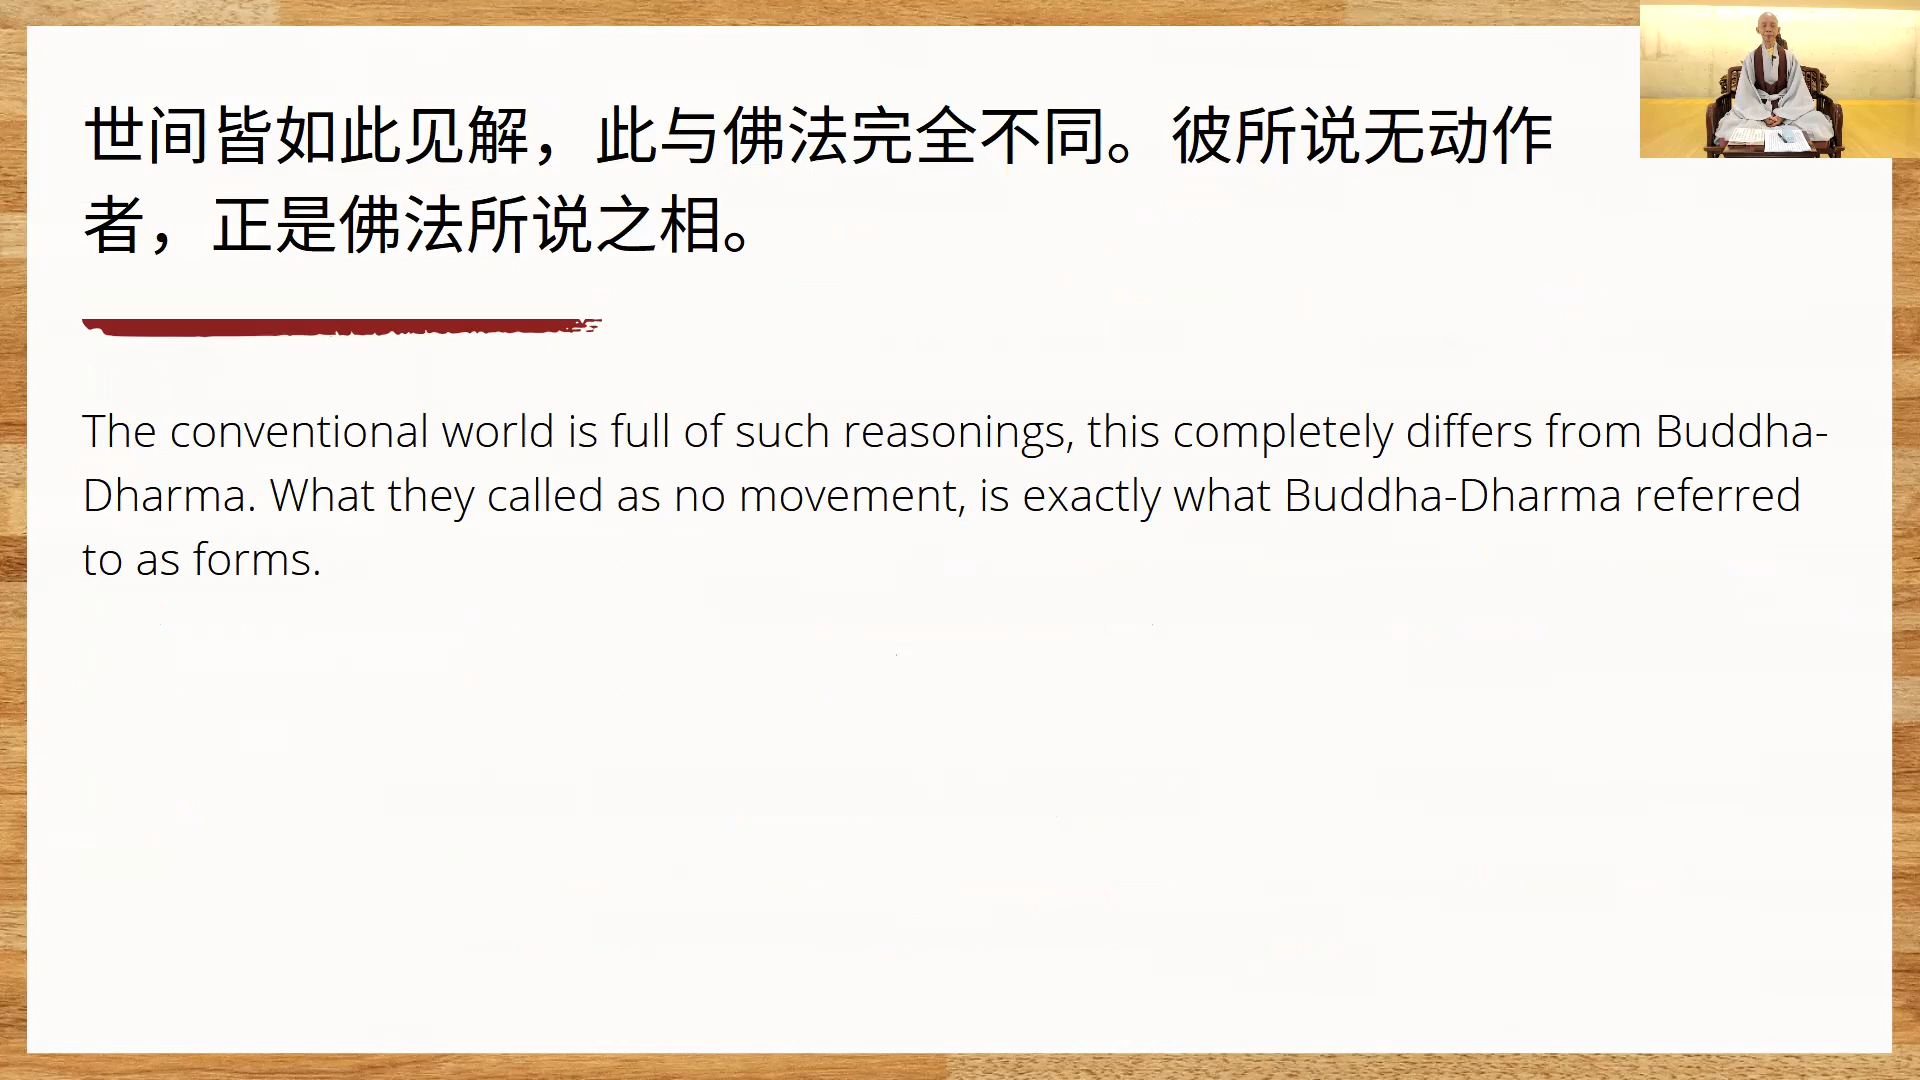 世间皆如此见解，此与佛法完全不同。彼所说无动作
者，正是佛法所说之相。
The conventional world is full of such reasonings, this completely differs from Buddha-
Dharma. What they called as no movement, is exactly what Buddha-Dharma referred
to as forms.